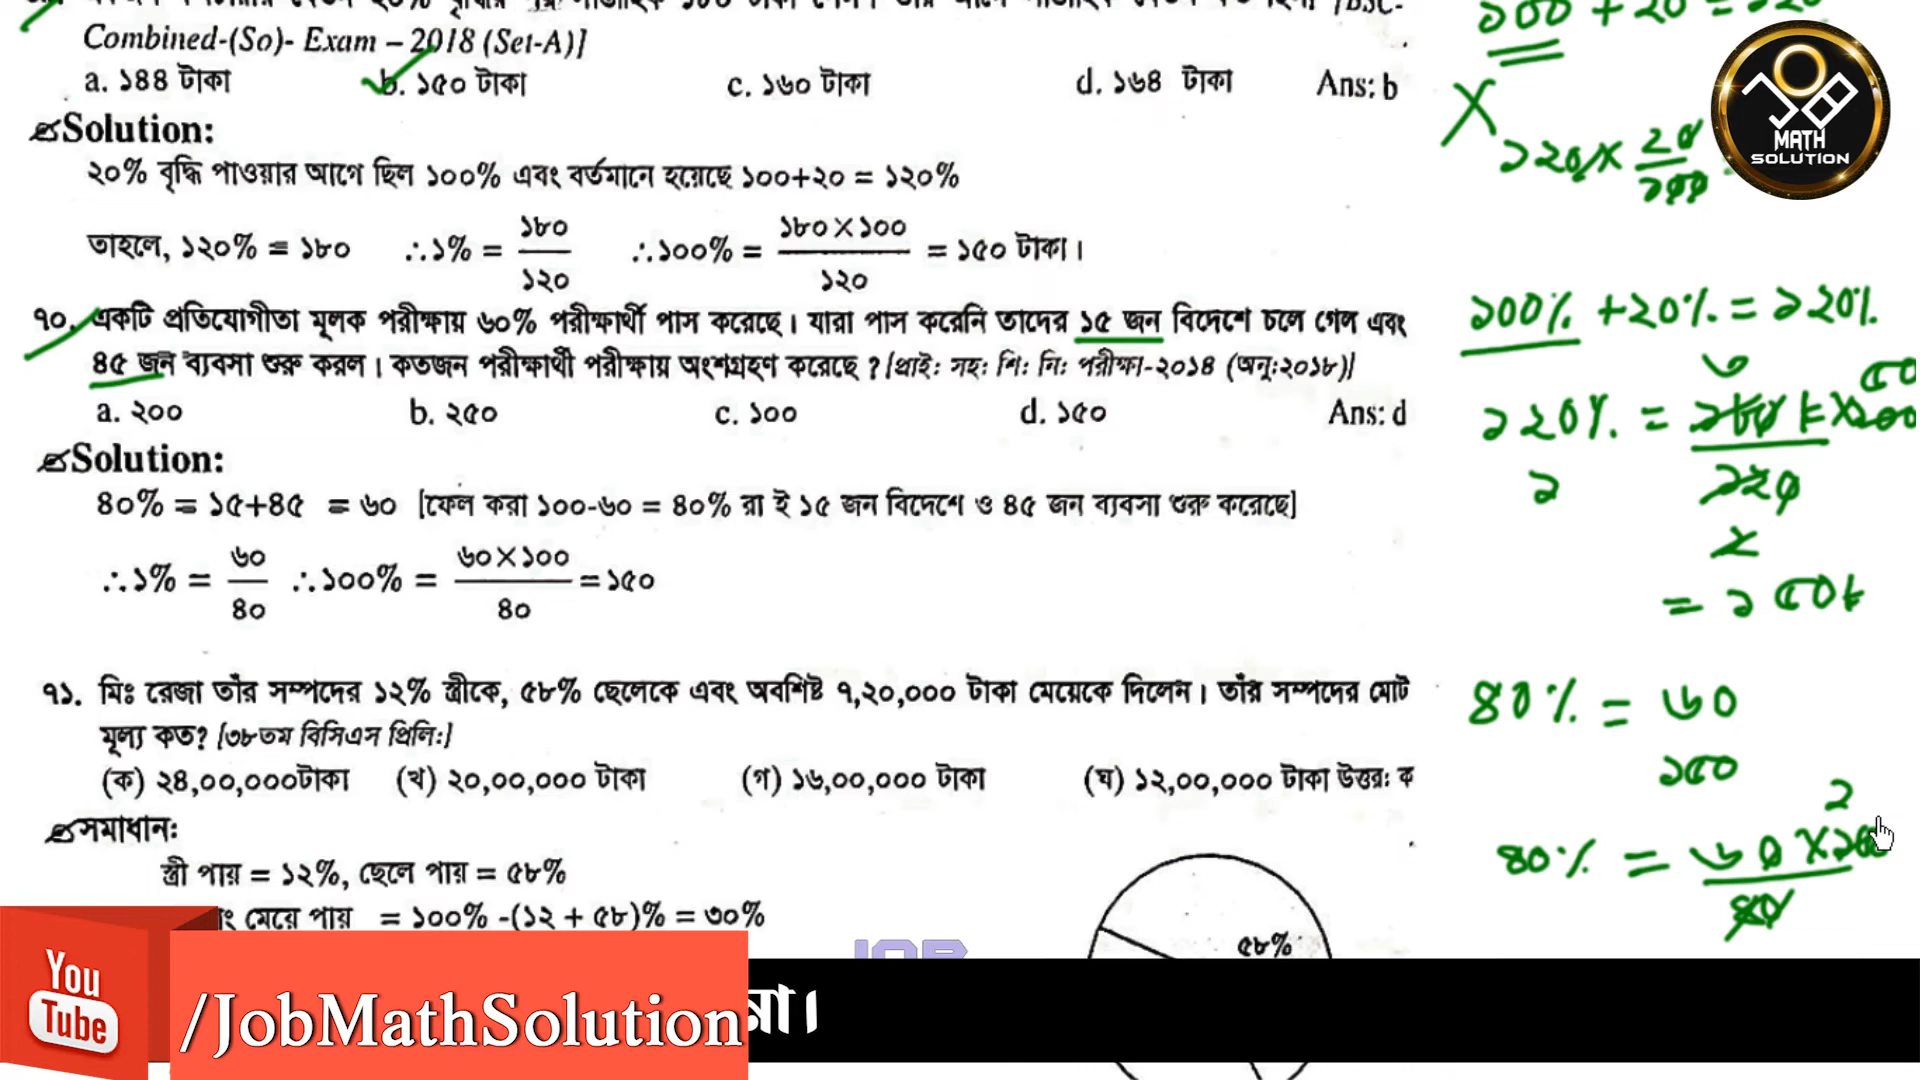 Combined-(So)- Exam – 2018 (Set-A)]
a. ১৪৪ টাকা b. ১৫০ টাকা c. ১৬০ টাকা d. ১৬৪ টাকা Ans: b
Solution:
২০% বৃদ্ধি পাওয়ার আগে ছিল ১০০% এবং বর্তমানে হয়েছে ১০০+২০ = ১২০%
তাহলে, ১২০% = ১৮০ ∴১% = ১৮০/১২০ ∴১০০% = ১৮০×১০০/১২০ = ১৫০ টাকা।
৭০. একটি প্রতিযোগীতা মূলক পরীক্ষায় ৬০% পরীক্ষার্থী পাস করেছে। যারা পাস করেনি তাদের ১৫ জন বিদেশে চলে গেল এবং
৪৫ জন ব্যবসা শুরু করল। কতজন পরীক্ষার্থী পরীক্ষায় অংশগ্রহণ করেছে ? [প্রাই: সহ: শি: নি: পরীক্ষা-২০১৪ (অনু:২০১৮)]
a. ২০০ b. ২৫০ c. ১০০ d. ১৫০ Ans: d
Solution:
৪০% = ১৫+৪৫ = ৬০ [ফেল করা ১০০-৬০ = ৪০% রা ই ১৫ জন বিদেশে ও ৪৫ জন ব্যবসা শুরু করেছে]
∴১% = ৬০/৪০ ∴১০০% = ৬০×১০০/৪০ = ১৫০
৭১. মিঃ রেজা তাঁর সম্পদের ১২% স্ত্রীকে, ৫৮% ছেলেকে এবং অবশিষ্ট ৭,২০,০০০ টাকা মেয়েকে দিলেন। তাঁর সম্পদের মোট
মূল্য কত? [৩৮তম বিসিএস প্রিলি:]
(ক) ২৪,০০,০০০টাকা (খ) ২০,০০,০০০ টাকা (গ) ১৬,০০,০০০ টাকা (ঘ) ১২,০০,০০০ টাকা উত্তর: ক
সমাধান:
স্ত্রী পায় = ১২%, ছেলে পায় = ৫৮%
মেয়ে পায় = ১০০% -(১২ + ৫৮)% = ৩০%
৫৮%
১০০% + ২০% = ১২০%
১২০% =
১২০
= ১৫০৳
৪০% = ৬০
১৫০
২
৪০% = ৬০ ×১০০
৪০
MATH
SOLUTION
You
Tube
/JobMathSolution